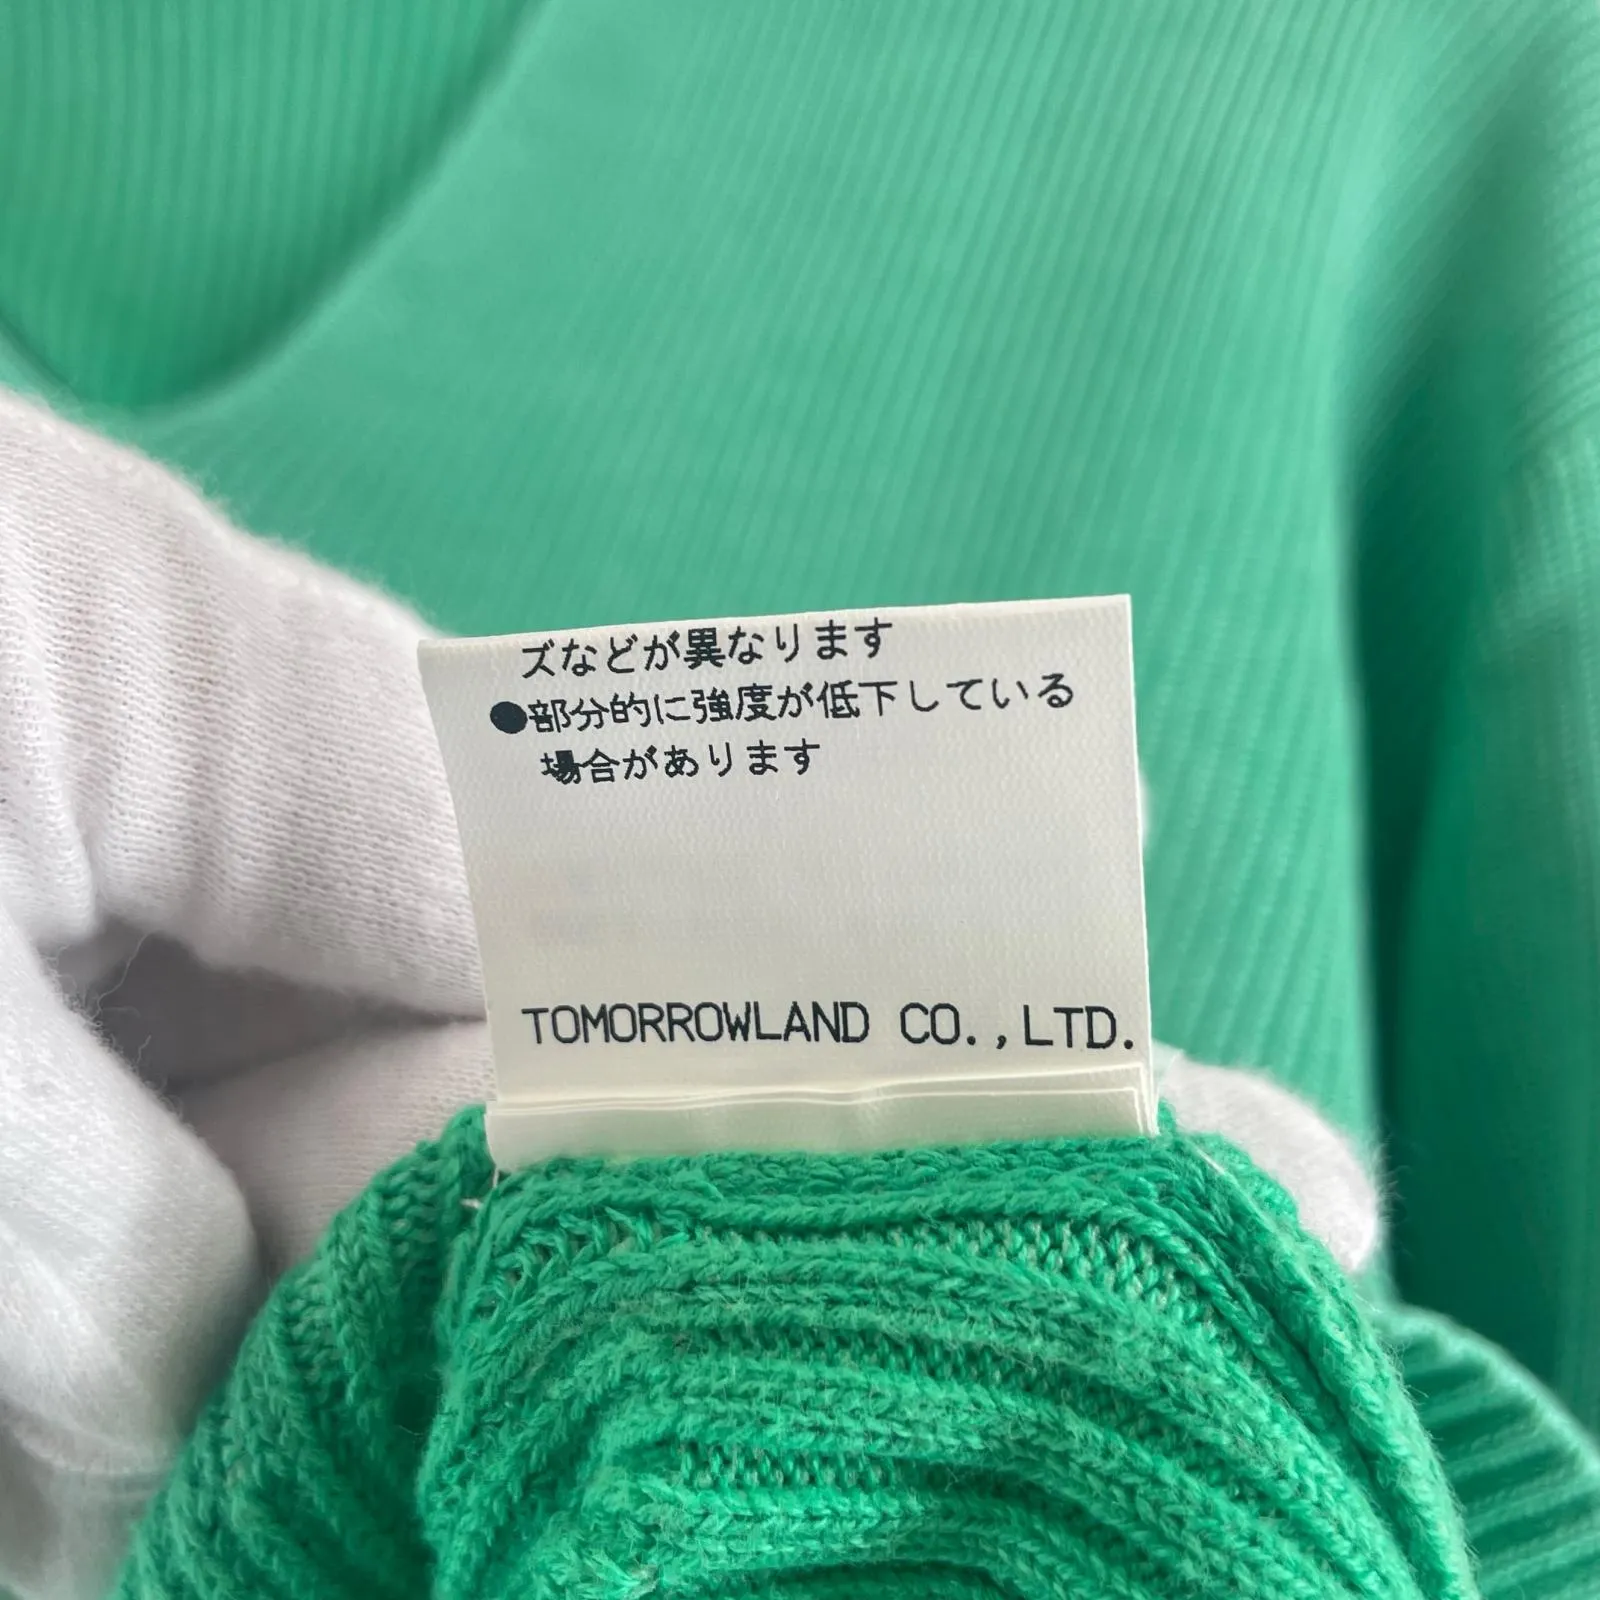 ズなどが異なります
●部分的に強度が低下している
場合があります
TOMORROWLAND CO.,LTD.